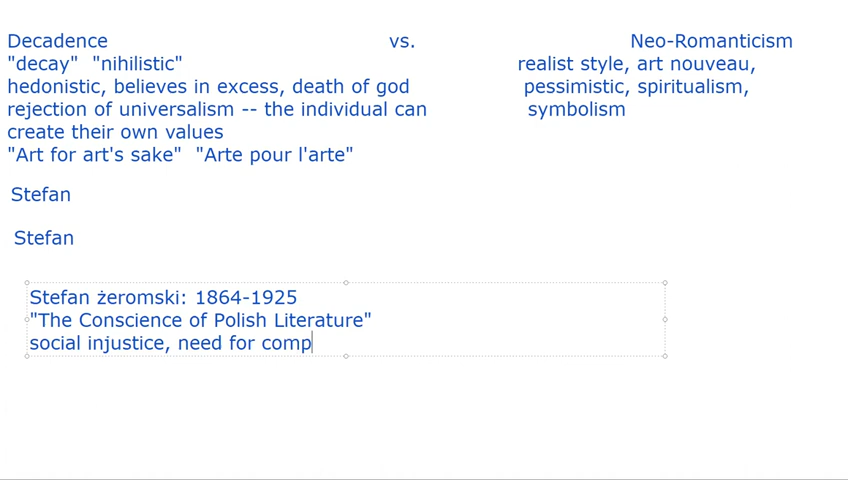 Decadence vs. Neo-Romanticism
"decay" "nihilistic" realist style, art nouveau,
hedonistic, believes in excess, death of god pessimistic, spiritualism,
rejection of universalism -- the individual can symbolism
create their own values
"Art for art's sake" "Arte pour l'arte"
Stefan
Stefan
Stefan żeromski: 1864-1925
"The Conscience of Polish Literature"
social injustice, need for comp